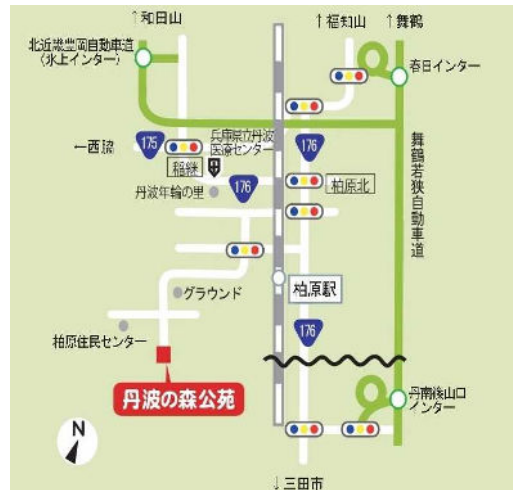 ↑和田山
↑福知山
↑舞鶴
北近畿豊岡自動車道
(氷上インター)
春日インター
175
←西脇
稲継
兵庫県立丹波
医療センター
176
丹波年輪の里
176
柏原北
舞鶴若狭自動車道
グラウンド
柏原駅
柏原住民センター
176
丹波の森公苑
丹南篠山口
インター
N
↓三田市